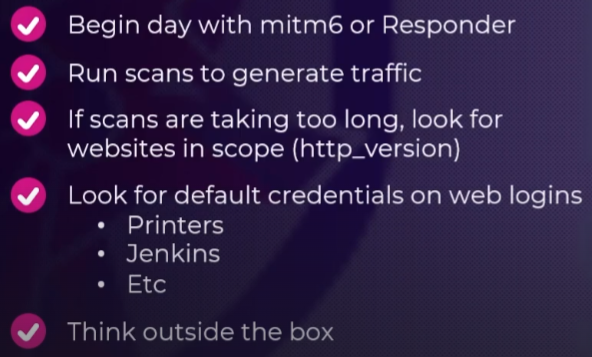 Begin day with mitm6 or Responder
Run scans to generate traffic
If scans are taking too long, look for
websites in scope (http_version)
Look for default credentials on web logins
• Printers
• Jenkins
• Etc
Think outside the box